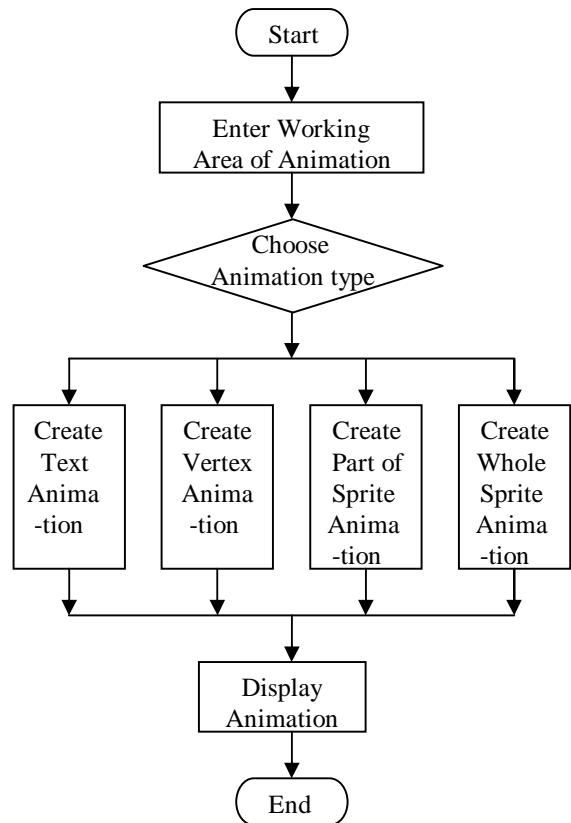 Start
Enter Working
Area of Animation
Choose
Animation type
Create
Text
Anima
-tion
Create
Vertex
Anima
-tion
Create
Part of
Sprite
Anima
-tion
Create
Whole
Sprite
Anima
-tion
Display
Animation
End